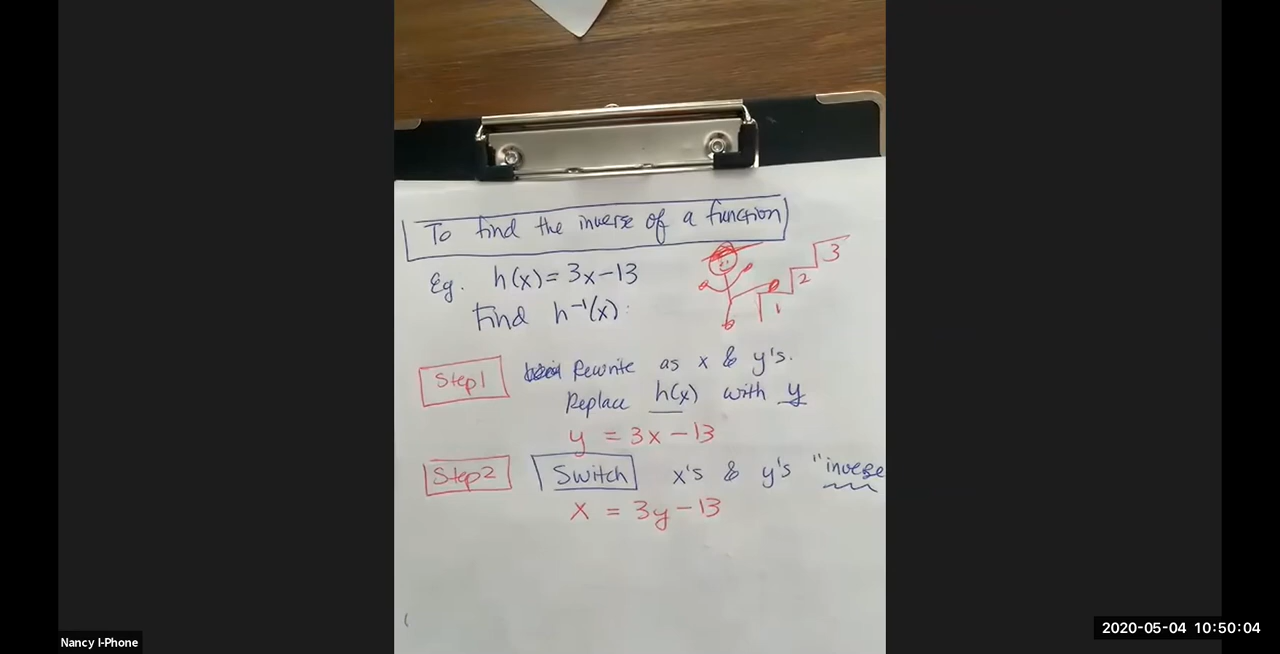 To find the inverse of a function
Eg. h(x) = 3x-13
Find h⁻¹(x):
3
2
1
Step 1 Rewrite as x & y's.
Replace h(x) with y
y = 3x-13
Step 2 Switch x's & y's "inverse
x = 3y-13
Nancy I-Phone
2020-05-04 10:50:04